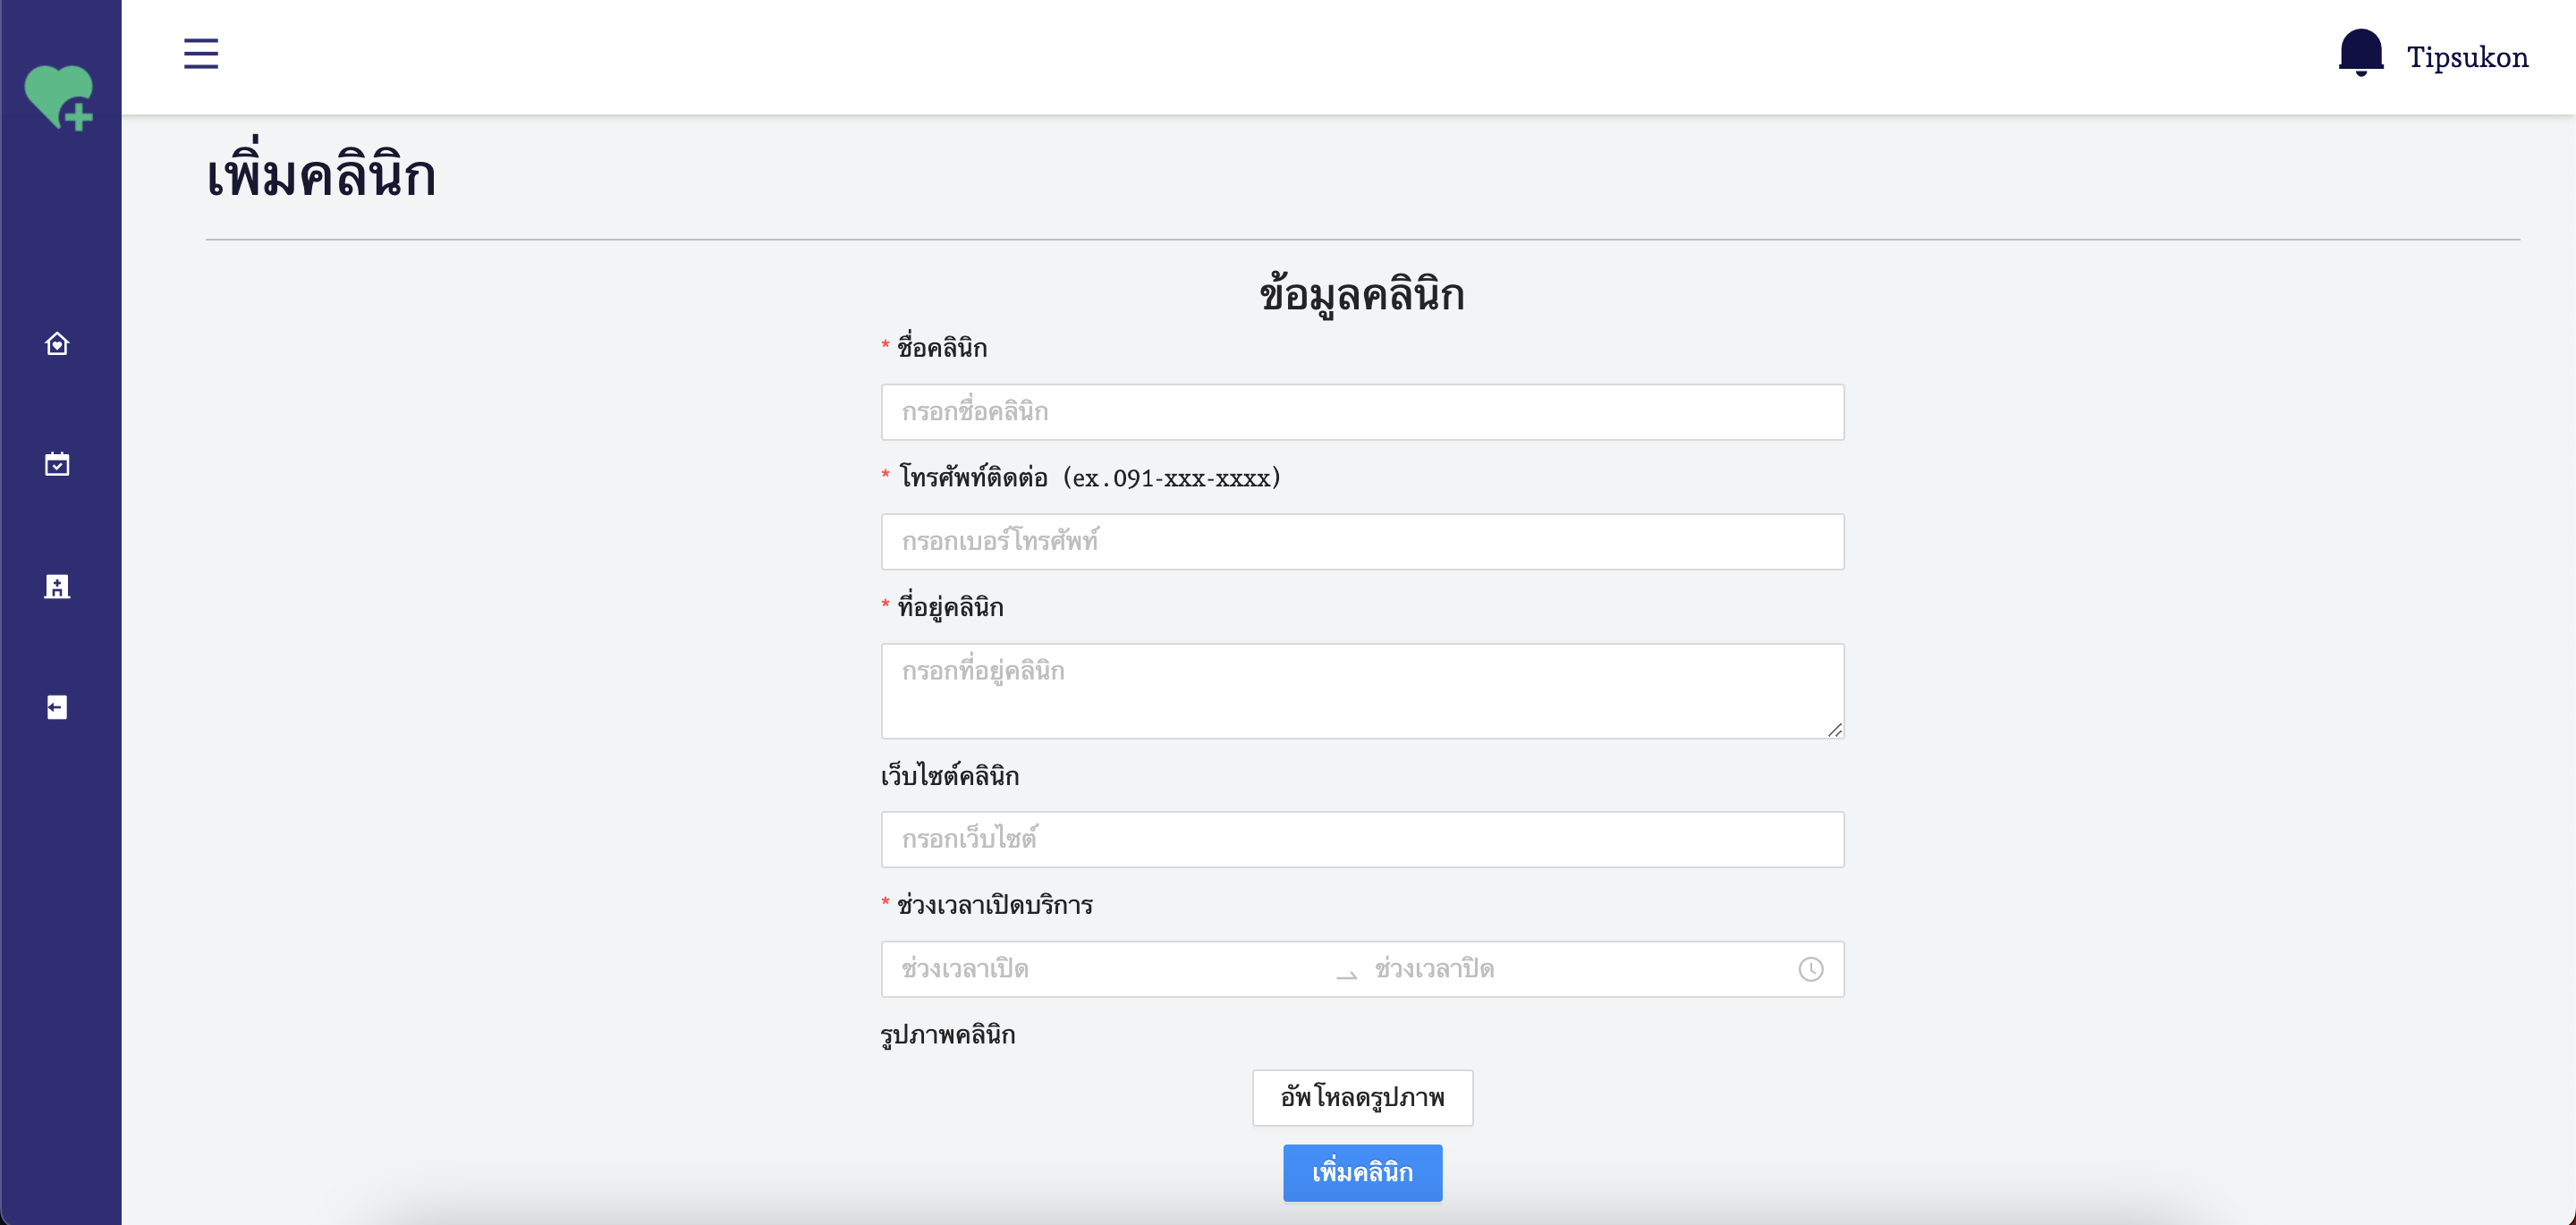 Tipsukon
เพิ่มคลินิก
ข้อมูลคลินิก
* ชื่อคลินิก
กรอกชื่อคลินิก
* โทรศัพท์ติดต่อ (ex.091-xxx-xxxx)
กรอกเบอร์โทรศัพท์
* ที่อยู่คลินิก
กรอกที่อยู่คลินิก
เว็บไซต์คลินิก
กรอกเว็บไซต์
* ช่วงเวลาเปิดบริการ
ช่วงเวลาเปิด ช่วงเวลาปิด
รูปภาพคลินิก
อัพโหลดรูปภาพ
เพิ่มคลินิก